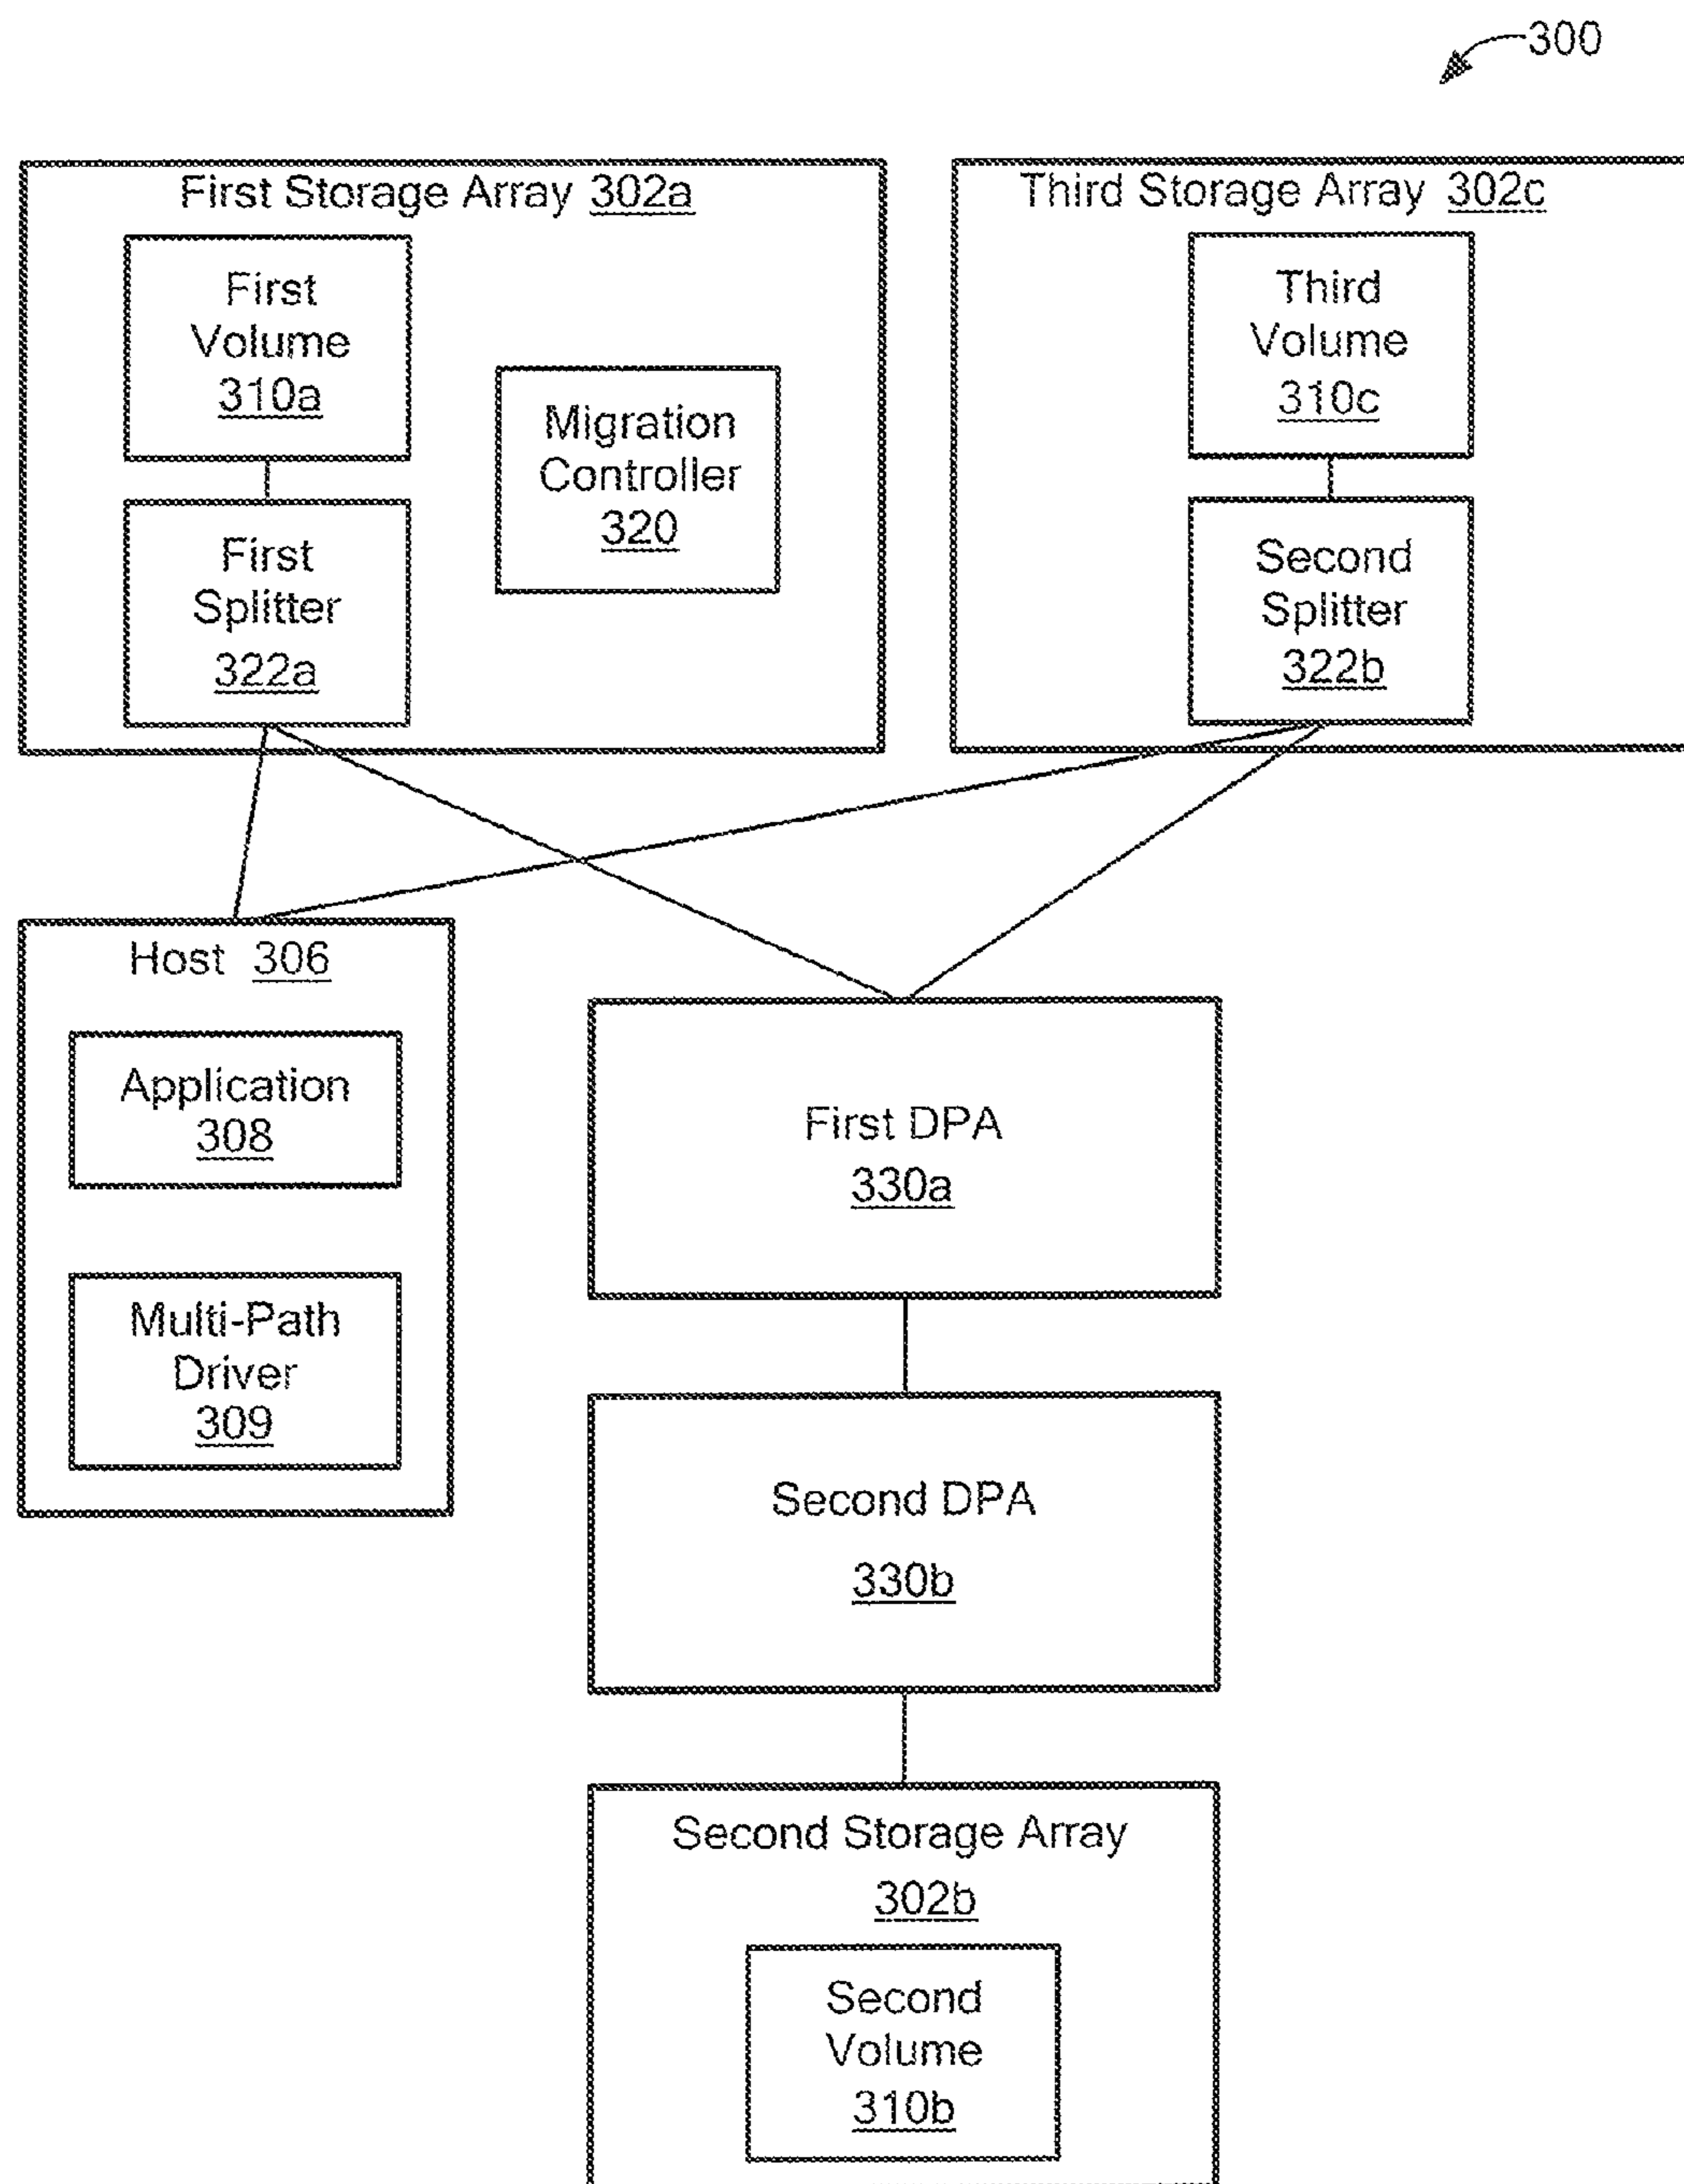 300
First Storage Array 302a
First
Volume
310a
Migration
Controller
320
First
Splitter
322a
Third Storage Array 302c
Third
Volume
310c
Second
Splitter
322b
Host 306
Application
308
Multi-Path
Driver
309
First DPA
330a
Second DPA
330b
Second Storage Array
302b
Second
Volume
310b